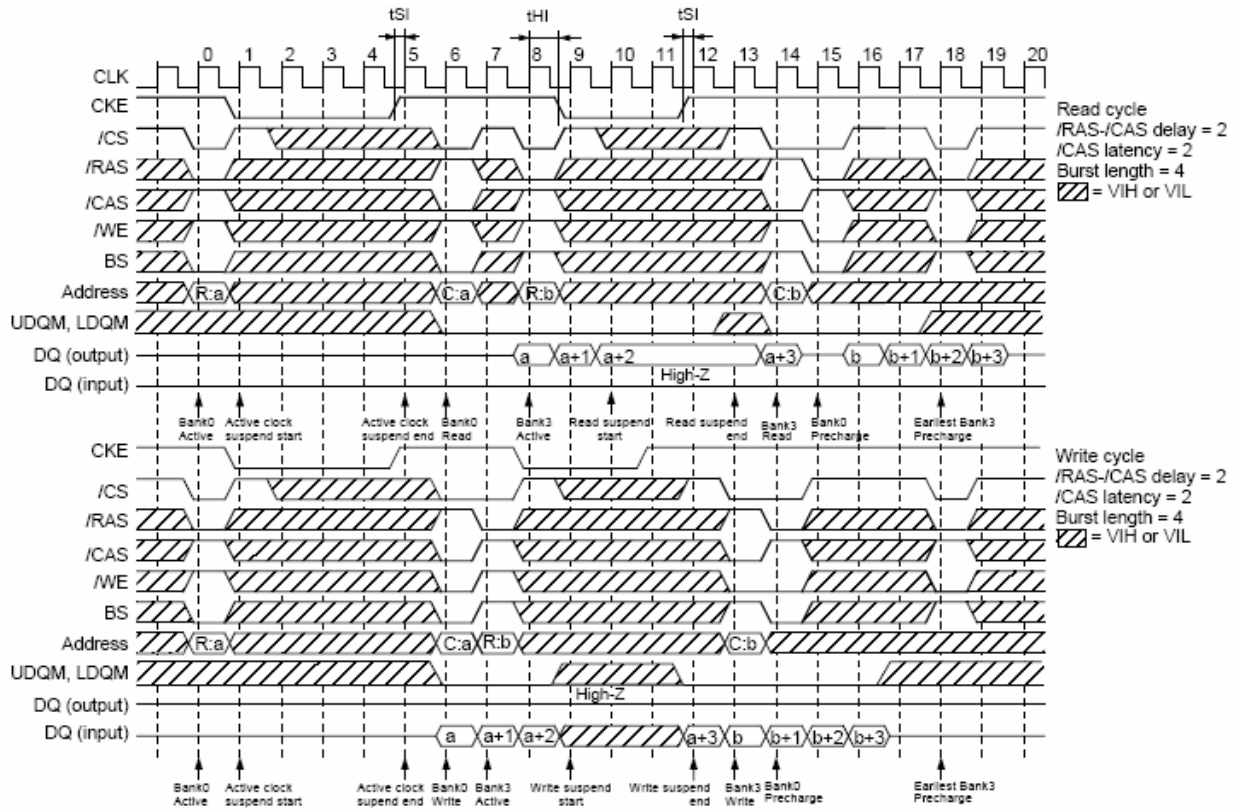 tSI tHI tSI
0 1 2 3 4 5 6 7 8 9 10 11 12 13 14 15 16 17 18 19 20
CLK
CKE
/CS
/RAS
/CAS
/WE
BS
Address R:a C:a R:b C:b
UDQM, LDQM
DQ (output) a a+1 a+2 a+3 b b+1 b+2 b+3
High-Z
DQ (input)
Read cycle
/RAS-/CAS delay = 2
/CAS latency = 2
Burst length = 4
= VIH or VIL
Bank0
Active
Active clock
suspend start
Active clock
suspend end
Bank0
Read
Bank3
Active
Read suspend
start
Read suspend
end
Bank3
Read
Bank0
Precharge
Earliest Bank3
Precharge
CKE
/CS
/RAS
/CAS
/WE
BS
Address R:a C:a R:b C:b
UDQM, LDQM
High-Z
DQ (output)
DQ (input) a a+1 a+2 a+3 b b+1 b+2 b+3
Write cycle
/RAS-/CAS delay = 2
/CAS latency = 2
Burst length = 4
= VIH or VIL
Bank0
Active
Active clock
suspend start
Active clock
supend end
Bank0
Write
Bank3
Active
Write suspend
start
Write suspend
end
Bank3
Write
Bank0
Precharge
Earliest Bank3
Precharge